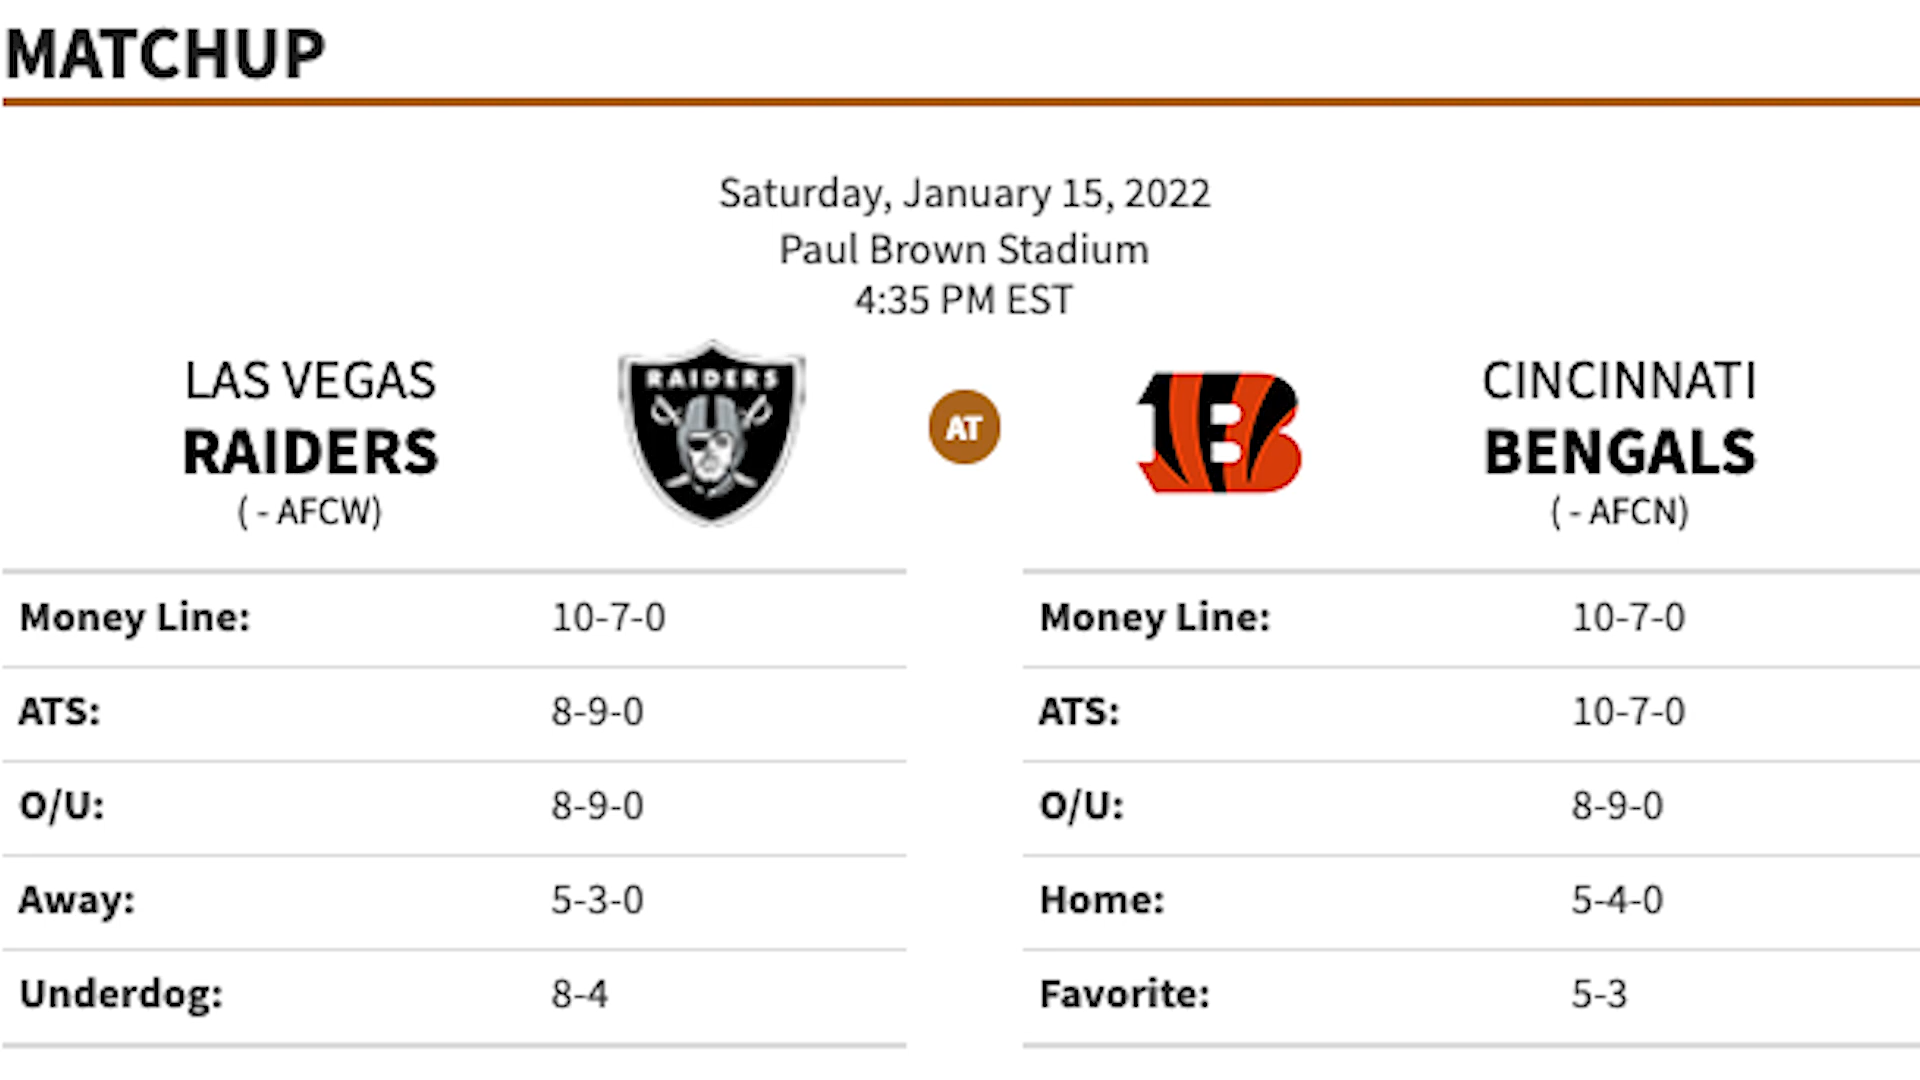 MATCHUP
Saturday, January 15, 2022
Paul Brown Stadium
4:35 PM EST
LAS VEGAS
RAIDERS
( - AFCW)
RAIDERS
AT
B
CINCINNATI
BENGALS
( - AFCN)
Money Line: 10-7-0
ATS: 8-9-0
O/U: 8-9-0
Away: 5-3-0
Underdog: 8-4
Money Line: 10-7-0
ATS: 10-7-0
O/U: 8-9-0
Home: 5-4-0
Favorite: 5-3